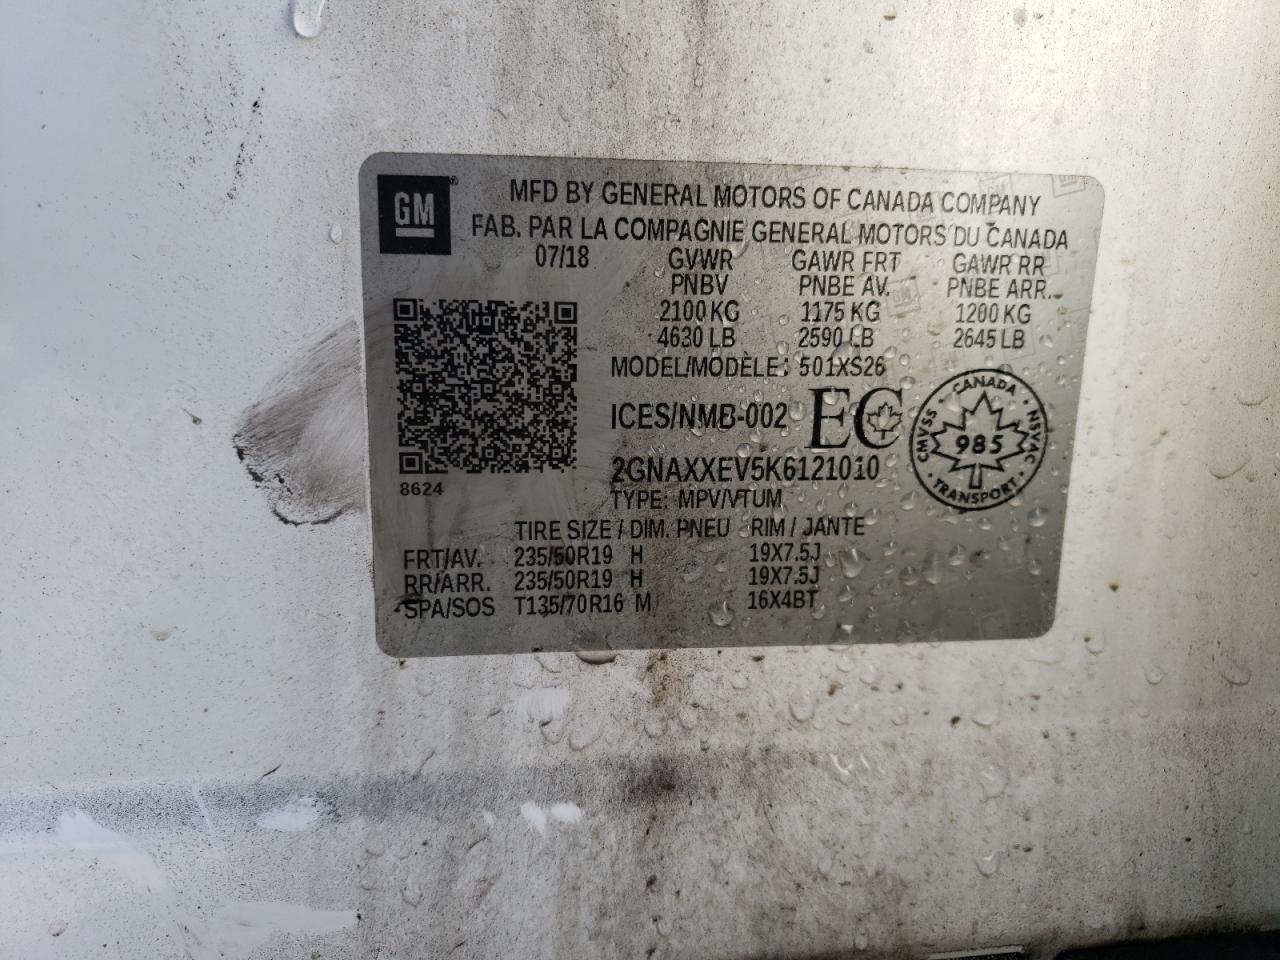 GM
MFD BY GENERAL MOTORS OF CANADA COMPANY
FAB. PAR LA COMPAGNIE GENERAL MOTORS DU CANADA
07/18 GVWR GAWR FRT GAWR RR
PNBV PNBE AV. PNBE ARR.
2100 KG 1175 KG 1200 KG
4630 LB 2590 LB 2645 LB
MODEL/MODÈLE: 501XS26
ICES/NMB-002 EC
CANADA
CMVSS NSVAC
985
TRANSPORT
2GNAXXEV5K6121010
8624
TYPE: MPV/VTUM
TIRE SIZE / DIM. PNEU RIM / JANTE
FRT/AV. 235/50R19 H 19X7.5J
RR/ARR. 235/50R19 H 19X7.5J
SPA/SOS T135/70R16 M 16X4BT